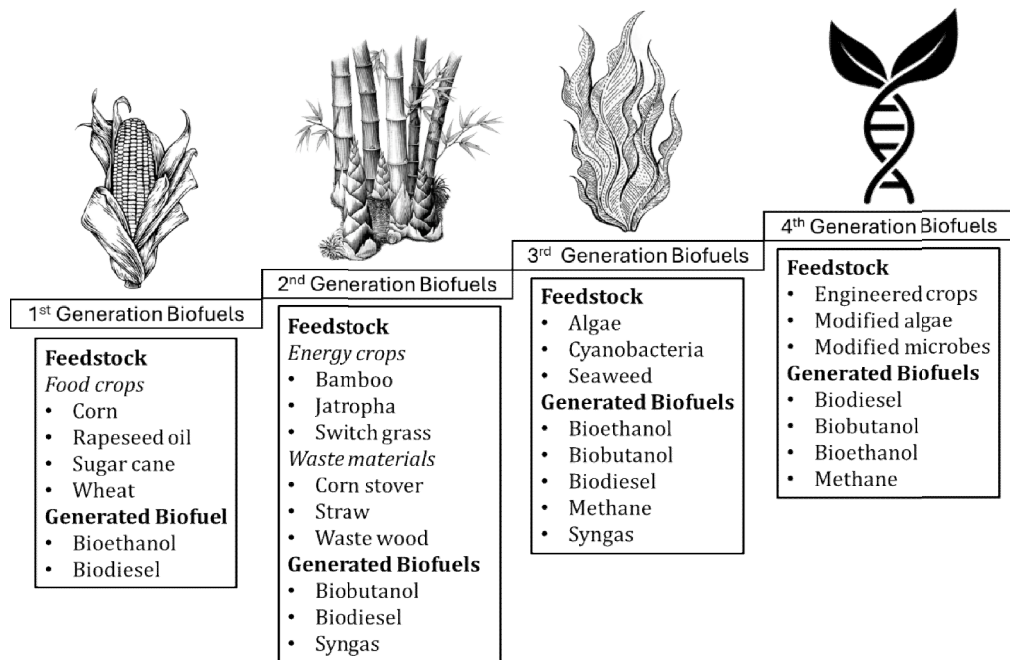 1st Generation Biofuels
Feedstock
Food crops
• Corn
• Rapeseed oil
• Sugar cane
• Wheat
Generated Biofuel
• Bioethanol
• Biodiesel
2nd Generation Biofuels
Feedstock
Energy crops
• Bamboo
• Jatropha
• Switch grass
Waste materials
• Corn stover
• Straw
• Waste wood
Generated Biofuels
• Biobutanol
• Biodiesel
• Syngas
3rd Generation Biofuels
Feedstock
• Algae
• Cyanobacteria
• Seaweed
Generated Biofuels
• Bioethanol
• Biobutanol
• Biodiesel
• Methane
• Syngas
4th Generation Biofuels
Feedstock
• Engineered crops
• Modified algae
• Modified microbes
Generated Biofuels
• Biodiesel
• Biobutanol
• Bioethanol
• Methane